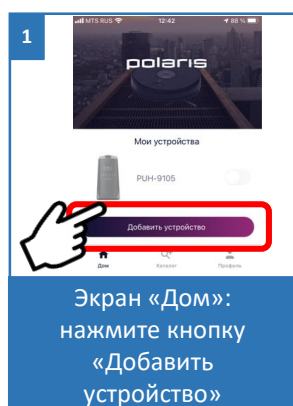 1
MTS RUS 12:42 86 %
polaris
Мои устройства
PUH-9105
Добавить устройство
Дом Каталог Профиль
Экран «Дом»:
нажмите кнопку
«Добавить
устройство»